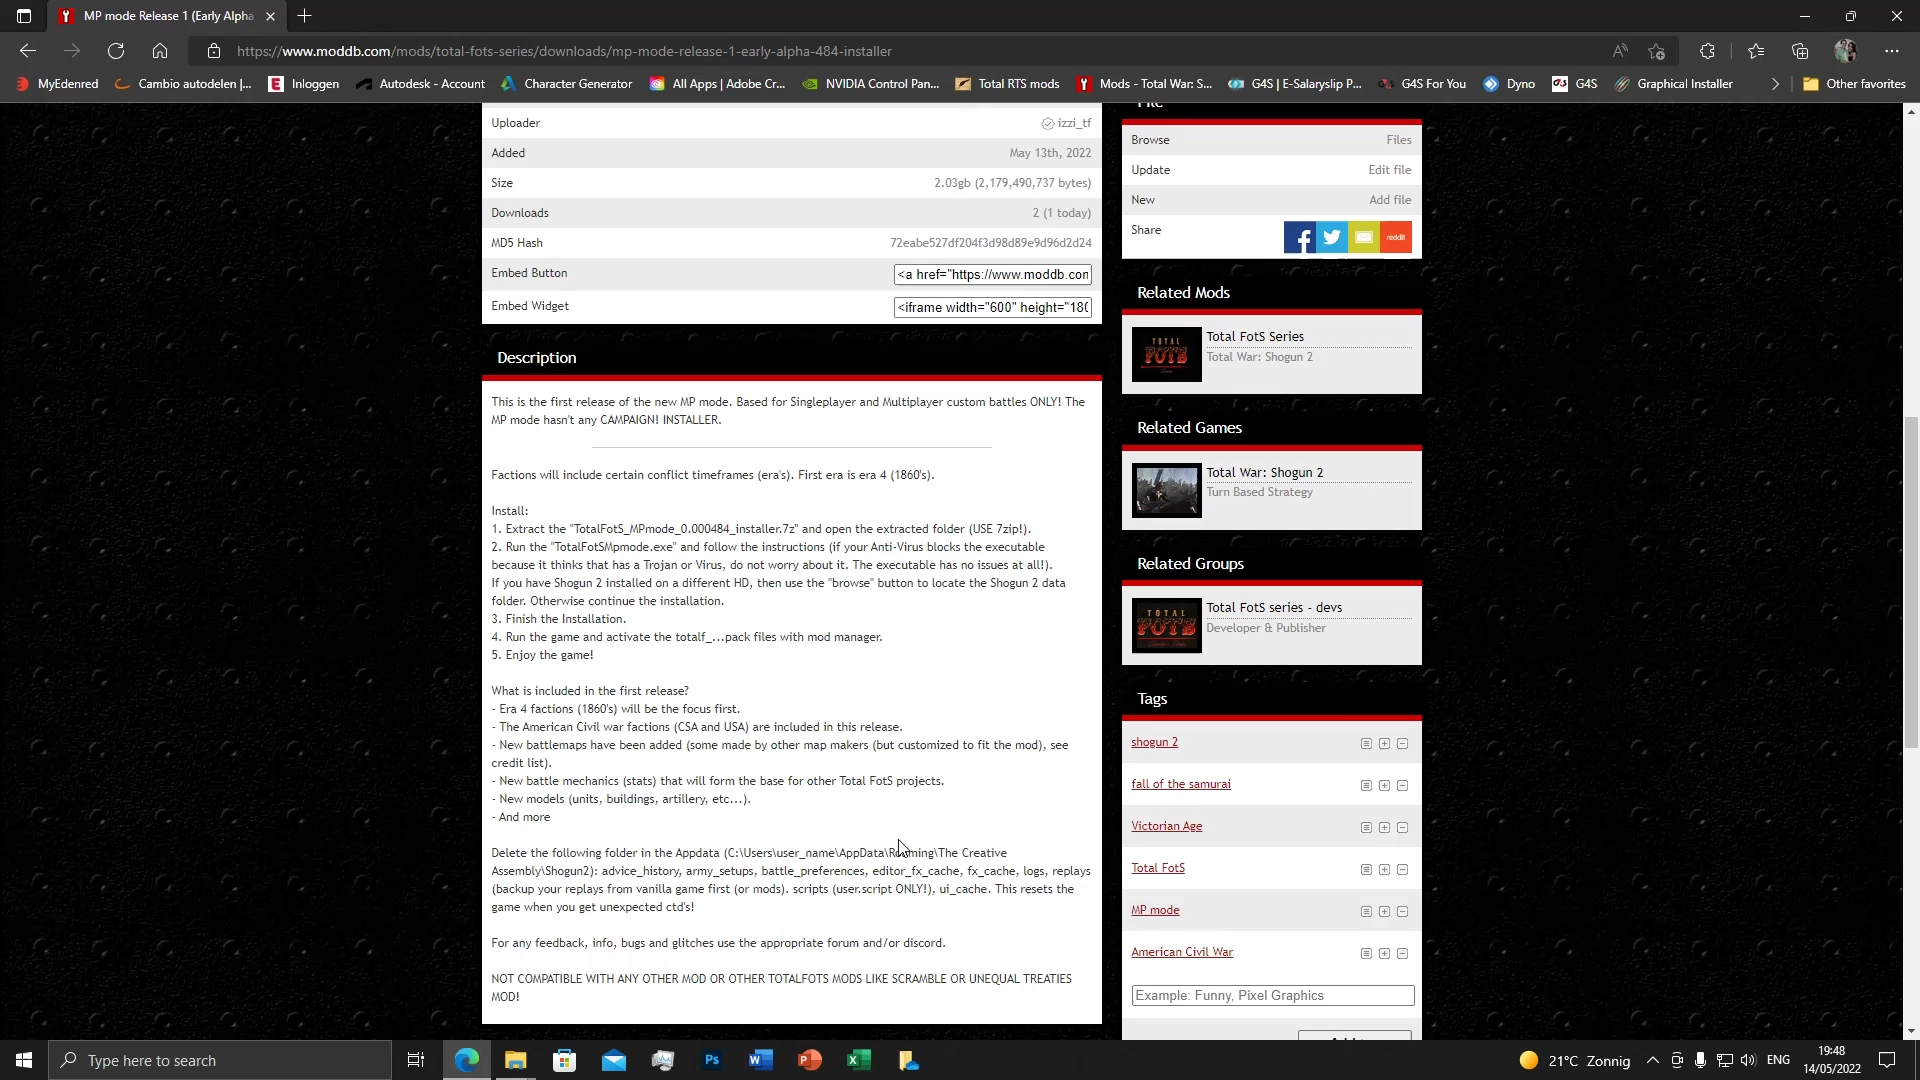 MP mode Release 1 (Early Alpha
https://www.moddb.com/mods/total-fots-series/downloads/mp-mode-release-1-early-alpha-484-installer
MyEdenred
Cambio autodelen |...
Inloggen
Autodesk - Account
Character Generator
All Apps | Adobe Cr...
NVIDIA Control Pan...
Total RTS mods
Mods - Total War: S...
G4S | E-Salaryslip P...
G4S For You
Dyno
G4S
Graphical Installer
Other favorites
Uploader izzi_tf
Added May 13th, 2022
Size 2.03gb (2,179,490,737 bytes)
Downloads 2 (1 today)
MD5 Hash 72eabe527df204f3d98d89e9d96d2d24
Embed Button <a href="https://www.moddb.con
Embed Widget <iframe width="600" height="18(
Description
This is the first release of the new MP mode. Based for Singleplayer and Multiplayer custom battles ONLY! The
MP mode hasn't any CAMPAIGN! INSTALLER.
Factions will include certain conflict timeframes (era's). First era is era 4 (1860's).
Install:
1. Extract the "TotalFotS_MPmode_0.000484_installer.7z" and open the extracted folder (USE 7zip!).
2. Run the "TotalFotSMpmode.exe" and follow the instructions (if your Anti-Virus blocks the executable
because it thinks that has a Trojan or Virus, do not worry about it. The executable has no issues at all!).
If you have Shogun 2 installed on a different HD, then use the "browse" button to locate the Shogun 2 data
folder. Otherwise continue the installation.
3. Finish the Installation.
4. Run the game and activate the totalf_...pack files with mod manager.
5. Enjoy the game!
What is included in the first release?
- Era 4 factions (1860's) will be the focus first.
- The American Civil war factions (CSA and USA) are included in this release.
- New battlemaps have been added (some made by other map makers (but customized to fit the mod), see
credit list).
- New battle mechanics (stats) that will form the base for other Total FotS projects.
- New models (units, buildings, artillery, etc...).
- And more
Delete the following folder in the Appdata (C:\Users\user_name\AppData\Roaming\The Creative
Assembly\Shogun2): advice_history, army_setups, battle_preferences, editor_fx_cache, fx_cache, logs, replays
(backup your replays from vanilla game first (or mods). scripts (user.script ONLY!), ui_cache. This resets the
game when you get unexpected ctd's!
For any feedback, info, bugs and glitches use the appropriate forum and/or discord.
NOT COMPATIBLE WITH ANY OTHER MOD OR OTHER TOTALFOTS MODS LIKE SCRAMBLE OR UNEQUAL TREATIES
MOD!
File
Browse Files
Update Edit file
New Add file
Share
reddit
Related Mods
TOTAL
FOTS
Total FotS Series
Total War: Shogun 2
Related Games
Total War: Shogun 2
Turn Based Strategy
Related Groups
TOTAL
FOTS
Total FotS series - devs
Developer & Publisher
Tags
shogun 2
fall of the samurai
Victorian Age
Total FotS
MP mode
American Civil War
Example: Funny, Pixel Graphics
Type here to search
Ps
21°C Zonnig
ENG
19:48
14/05/2022